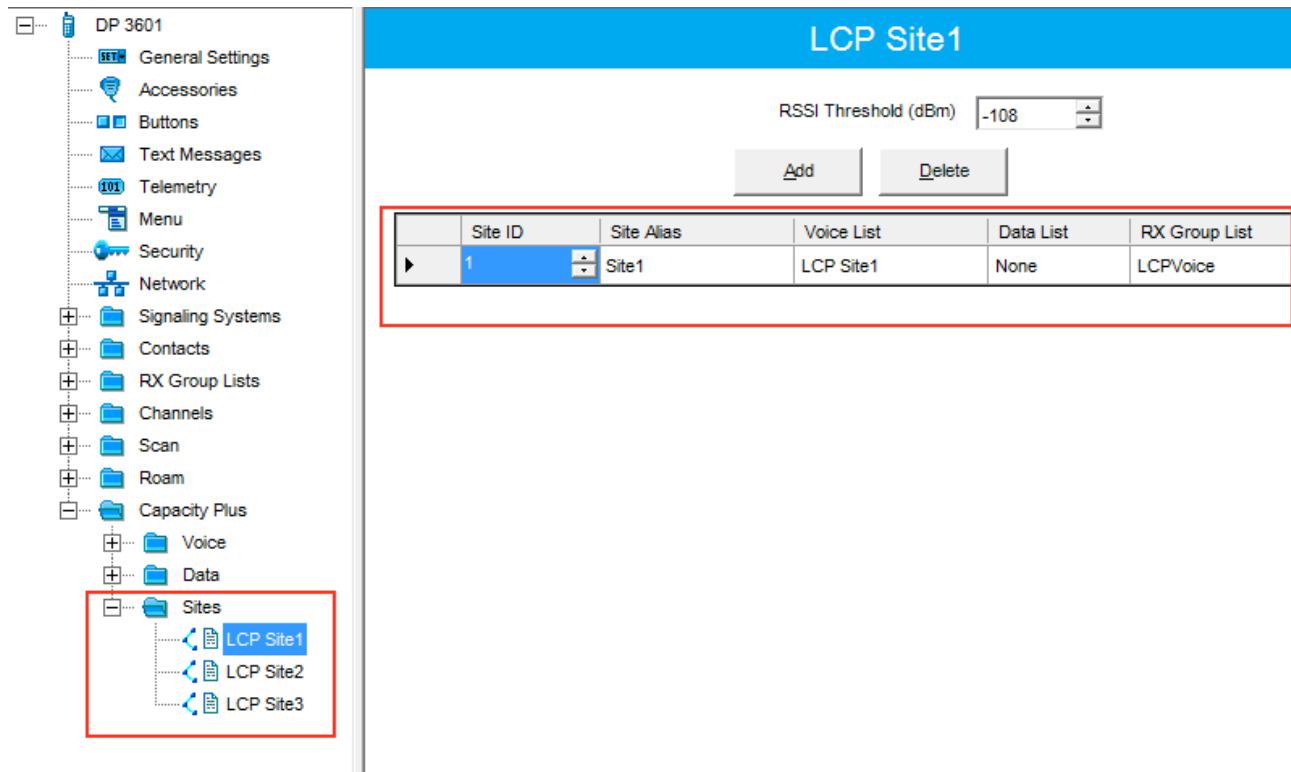 DP 3601
SET
General Settings
Accessories
Buttons
Text Messages
101
Telemetry
Menu
Security
Network
Signaling Systems
Contacts
RX Group Lists
Channels
Scan
Roam
Capacity Plus
Voice
Data
Sites
LCP Site1
LCP Site2
LCP Site3
LCP Site1
RSSI Threshold (dBm) -108
Add Delete
Site ID Site Alias Voice List Data List RX Group List
1 Site1 LCP Site1 None LCPVoice